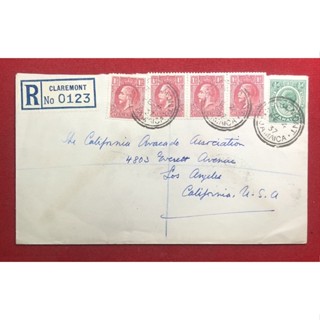 R
CLAREMONT
No 0123
The California Avocado Association
4803 Everett Avenue
Los Angeles
California. U.S.A